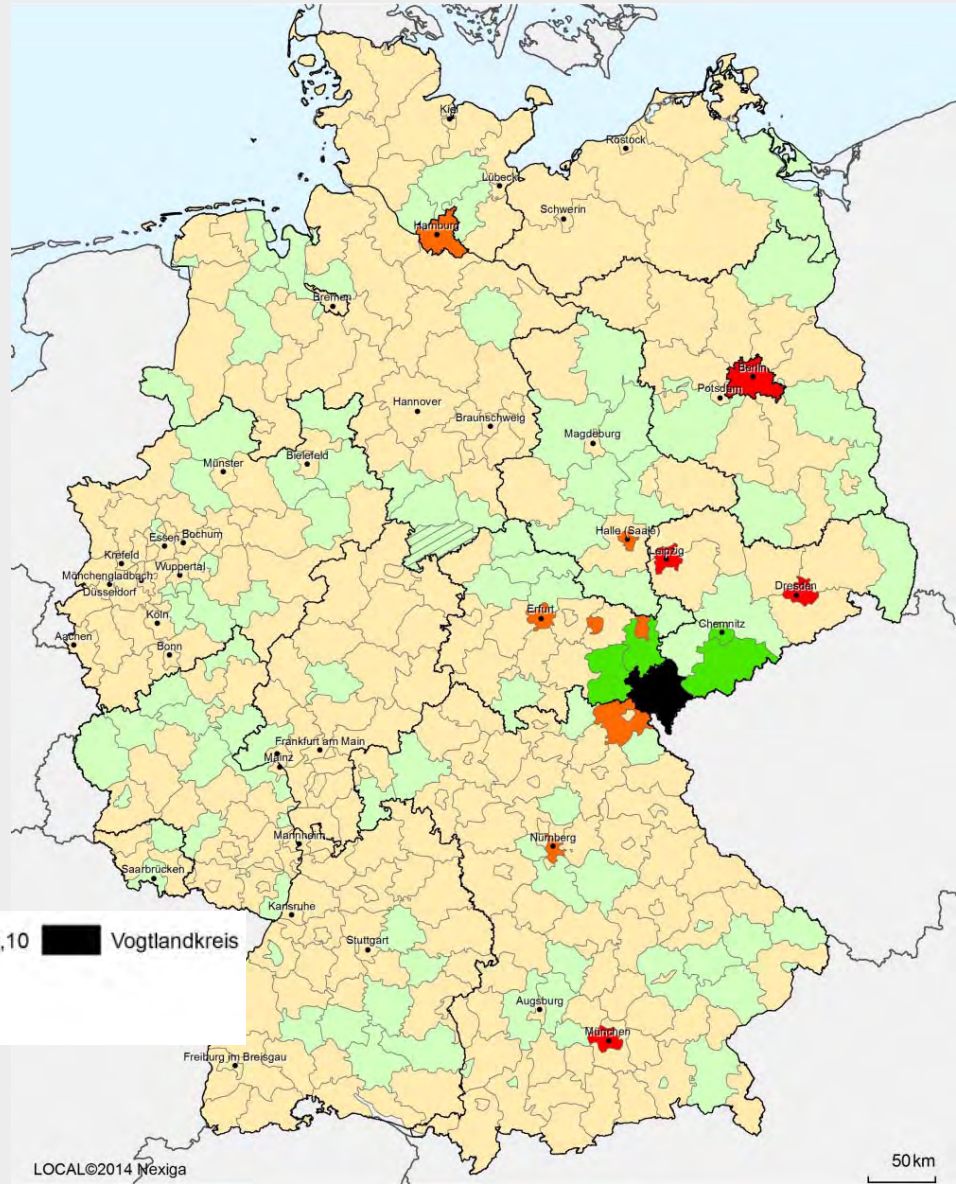 Kiel
Rostock
Lübeck
Schwerin
Hamburg
Bremen
Berlin
Potsdam
Hannover
Braunschweig
Magdeburg
Bielefeld
Münster
Halle (Saale)
Essen
Bochum
Leipzig
Krefeld
Wuppertal
Mönchengladbach
Düsseldorf
Dresden
Köln
Erfurt
Chemnitz
Aachen
Bonn
Frankfurt am Main
Mainz
Mannheim
Nürnberg
Saarbrücken
Karlsruhe
,10 Vogtlandkreis
Stuttgart
Augsburg
München
Freiburg im Breisgau
LOCAL©2014 Nexiga
50 km